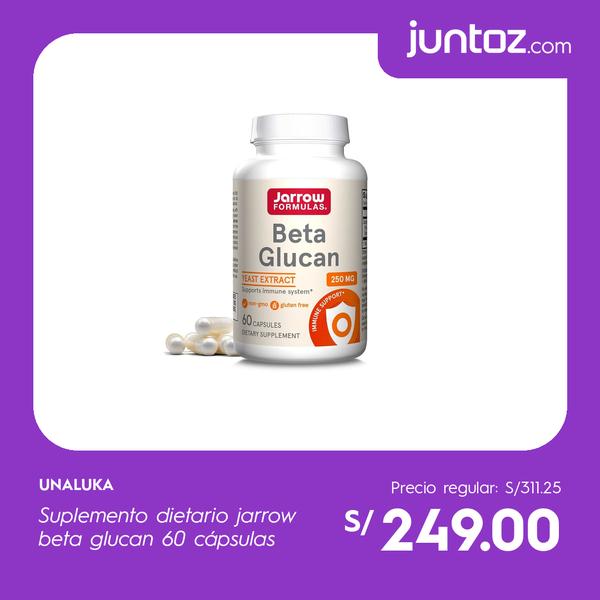 juntoz.com
Jarrow
FORMULAS®
Beta
Glucan
YEAST EXTRACT
250 MG
Supports immune system*
non-gmo gluten free
IMMUNE SUPPORT*
60 CAPSULES
DIETARY SUPPLEMENT
UNALUKA
Suplemento dietario jarrow
beta glucan 60 cápsulas
Precio regular: S/311.25
S/ 249.00